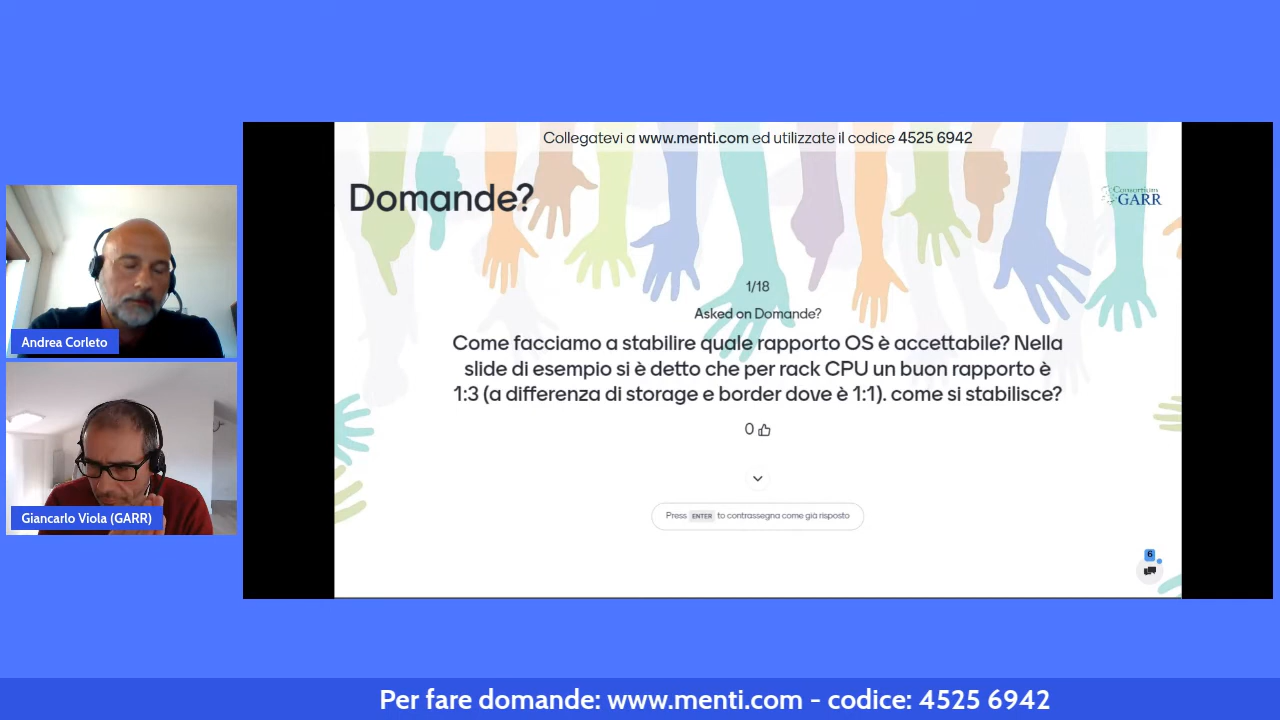 Collegatevi a www.menti.com ed utilizzate il codice 4525 6942
Domande?
Consortium
GARR
1/18
Asked on Domande?
Come facciamo a stabilire quale rapporto OS è accettabile? Nella
slide di esempio si è detto che per rack CPU un buon rapporto è
1:3 (a differenza di storage e border dove è 1:1). come si stabilisce?
0
Press ENTER to contrassegna come già risposto
6
Andrea Corleto
Giancarlo Viola (GARR)
Per fare domande: www.menti.com - codice: 4525 6942